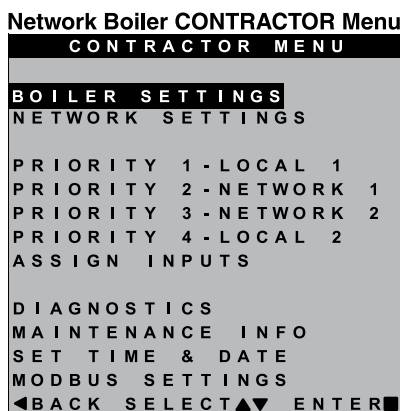 Network Boiler CONTRACTOR Menu
CONTRACTOR MENU
BOILER SETTINGS
NETWORK SETTINGS
PRIORITY 1-LOCAL 1
PRIORITY 2-NETWORK 1
PRIORITY 3-NETWORK 2
PRIORITY 4-LOCAL 2
ASSIGN INPUTS
DIAGNOSTICS
MAINTENANCE INFO
SET TIME & DATE
MODBUS SETTINGS
◀BACK SELECT▲▼ ENTER■